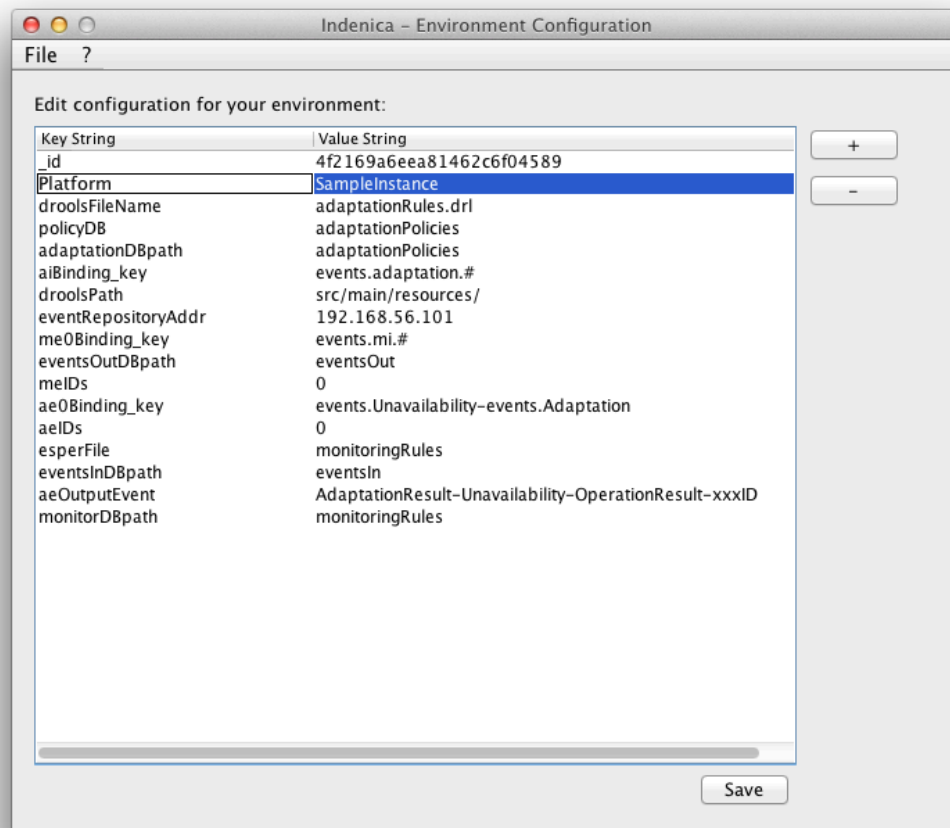 Indenica – Environment Configuration
File ?
Edit configuration for your environment:
Key String Value String
_id 4f2169a6eea81462c6f04589
Platform SampleInstance
droolsFileName adaptationRules.drl
policyDB adaptationPolicies
adaptationDBpath adaptationPolicies
aiBinding_key events.adaptation.#
droolsPath src/main/resources/
eventRepositoryAddr 192.168.56.101
me0Binding_key events.mi.#
eventsOutDBpath eventsOut
meIDs 0
ae0Binding_key events.Unavailability-events.Adaptation
aeIDs 0
esperFile monitoringRules
eventsInDBpath eventsIn
aeOutputEvent AdaptationResult-Unavailability-OperationResult-xxxID
monitorDBpath monitoringRules
+
-
Save